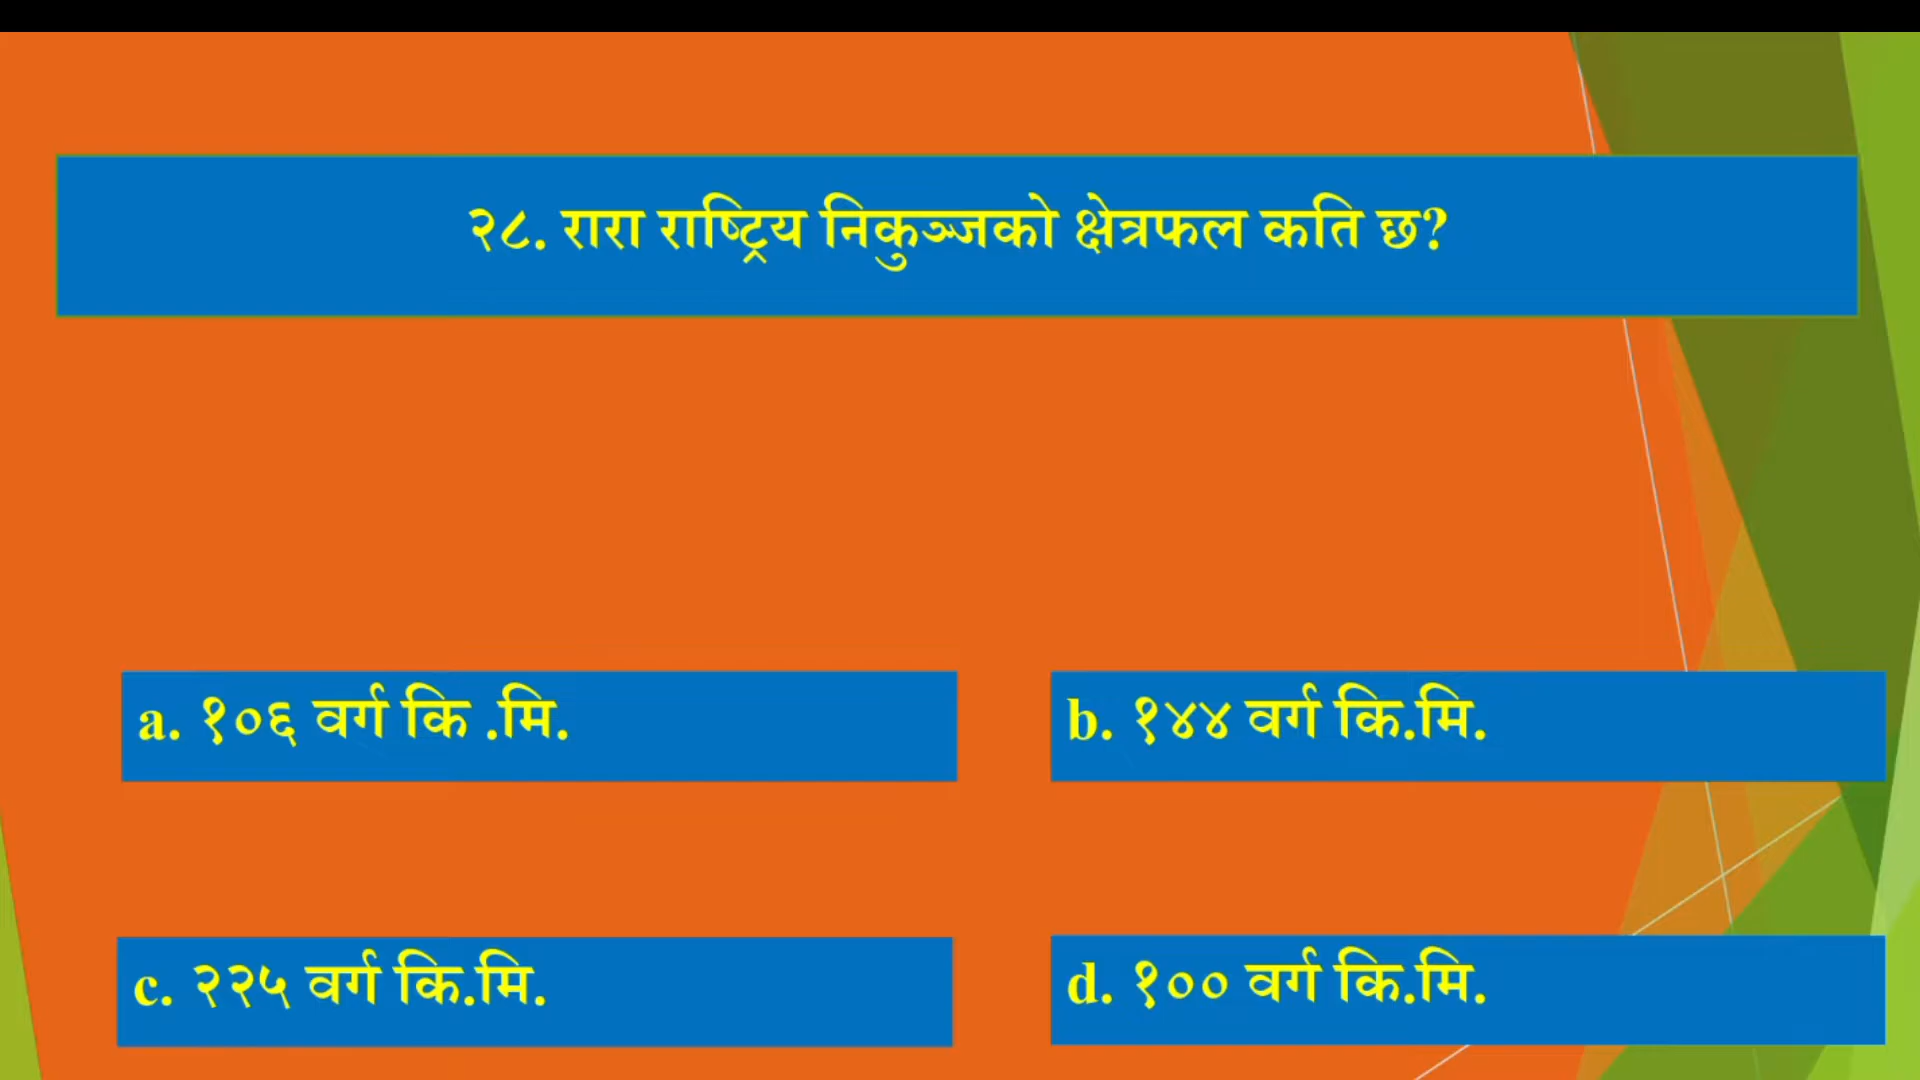 २८. रारा राष्ट्रिय निकुञ्जको क्षेत्रफल कति छ?
a. १०६ वर्ग कि .मि.
b. १४४ वर्ग कि.मि.
c. २२५ वर्ग कि.मि.
d. १०० वर्ग कि.मि.